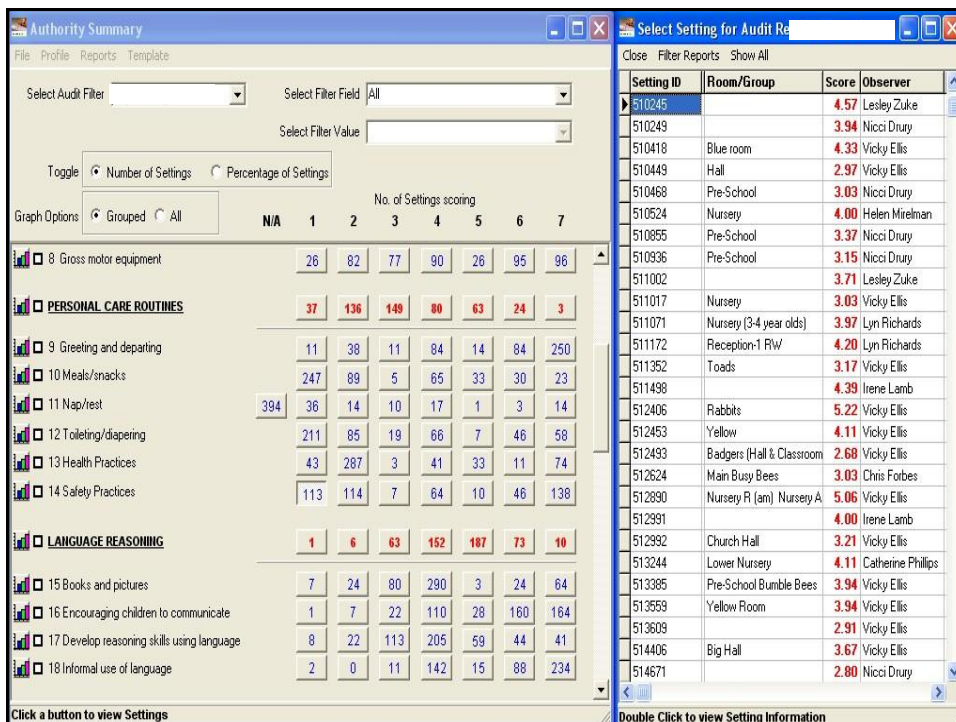 Authority Summary
File Profile Reports Template
Select Audit Filter
Select Filter Field All
Select Filter Value
Toggle Number of Settings Percentage of Settings
Graph Options Grouped All
No. of Settings scoring
N/A 1 2 3 4 5 6 7
8 Gross motor equipment 26 82 77 90 26 95 96
PERSONAL CARE ROUTINES 37 136 149 80 63 24 3
9 Greeting and departing 11 38 11 84 14 84 250
10 Meals/snacks 247 89 5 65 33 30 23
11 Nap/rest 394 36 14 10 17 1 3 14
12 Toileting/diapering 211 85 19 66 7 46 58
13 Health Practices 43 287 3 41 33 11 74
14 Safety Practices 113 114 7 64 10 46 138
LANGUAGE REASONING 1 6 63 152 187 73 10
15 Books and pictures 7 24 80 290 3 24 64
16 Encouraging children to communicate 1 7 22 110 28 160 164
17 Develop reasoning skills using language 8 22 113 205 59 44 41
18 Informal use of language 2 0 11 142 15 88 234
Click a button to view Settings
Select Setting for Audit Re
Close Filter Reports Show All
Setting ID Room/Group Score Observer
510245 4.57 Lesley Zuke
510249 3.94 Nicci Drury
510418 Blue room 4.33 Vicky Ellis
510449 Hall 2.97 Vicky Ellis
510468 Pre-School 3.03 Nicci Drury
510524 Nursery 4.00 Helen Mirelman
510855 Pre-School 3.37 Nicci Drury
510936 Pre-School 3.15 Nicci Drury
511002 3.71 Lesley Zuke
511017 Nursery 3.03 Vicky Ellis
511071 Nursery (3-4 year olds) 3.97 Lyn Richards
511172 Reception-1 RW 4.20 Lyn Richards
511352 Toads 3.17 Vicky Ellis
511498 4.39 Irene Lamb
512406 Rabbits 5.22 Vicky Ellis
512453 Yellow 4.11 Vicky Ellis
512493 Badgers (Hall & Classroom 2.68 Vicky Ellis
512624 Main Busy Bees 3.03 Chris Forbes
512890 Nursery R (am) Nursery A 5.06 Vicky Ellis
512991 4.00 Irene Lamb
512992 Church Hall 3.21 Vicky Ellis
513244 Lower Nursery 4.11 Catherine Phillips
513385 Pre-School Bumble Bees 3.94 Vicky Ellis
513559 Yellow Room 3.94 Vicky Ellis
513609 2.91 Vicky Ellis
514406 Big Hall 3.67 Vicky Ellis
514671 2.80 Nicci Drury
Double Click to view Setting Information